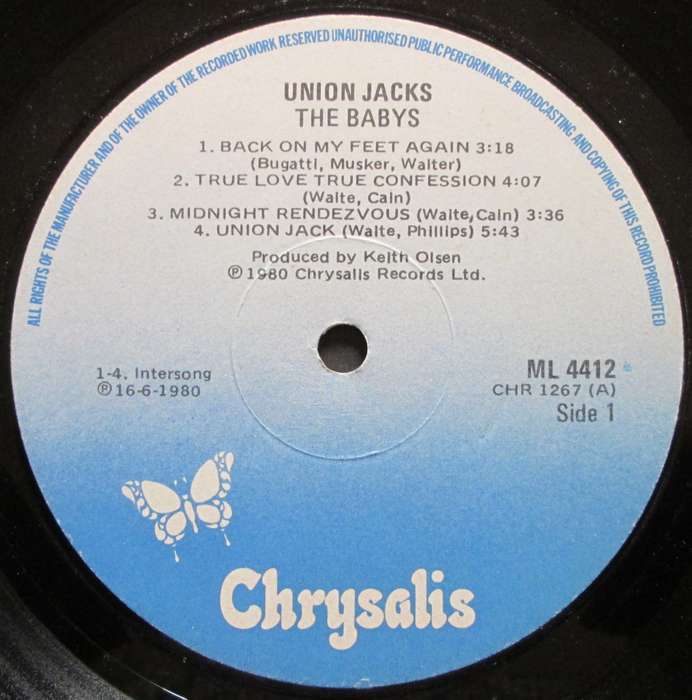 ALL RIGHTS OF THE MANUFACTURER AND OF THE OWNER OF THE RECORDED WORK RESERVED UNAUTHORISED PUBLIC PERFORMANCE BROADCASTING AND COPYING OF THIS RECORD PROHIBITED
UNION JACKS
THE BABYS
1. BACK ON MY FEET AGAIN 3:18
(Bugatti, Musker, Walter)
2. TRUE LOVE TRUE CONFESSION 4:07
(Waite, Cain)
3. MIDNIGHT RENDEZVOUS (Waite, Cain) 3:36
4. UNION JACK (Waite, Phillips) 5:43
Produced by Keith Olsen
℗ 1980 Chrysalis Records Ltd.
1-4. Intersong
℗ 16-6-1980
ML 4412
CHR 1267 (A)
Side 1
Chrysalis